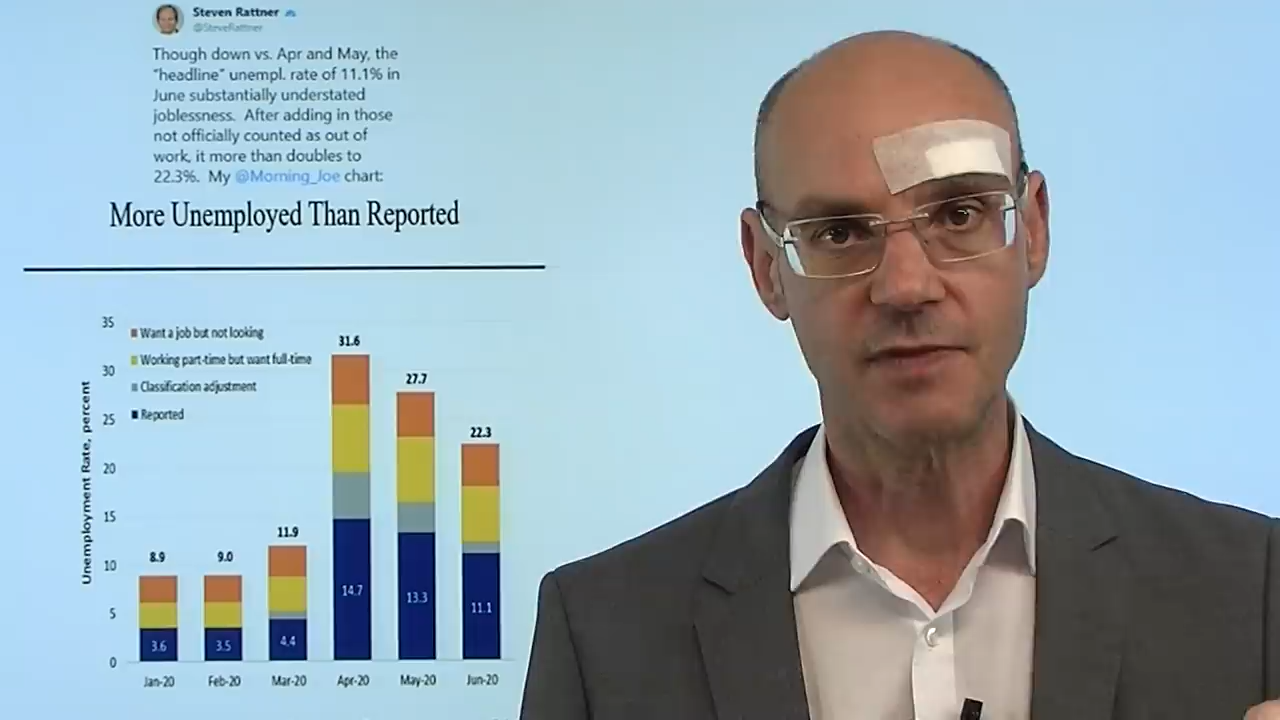 Steven Rattner
@SteveRattner
Though down vs. Apr and May, the
"headline" unempl. rate of 11.1% in
June substantially understated
joblessness. After adding in those
not officially counted as out of
work, it more than doubles to
22.3%. My @Morning_Joe chart:
More Unemployed Than Reported
Unemployment Rate, percent
35
30
25
20
15
10
5
0
Want a job but not looking
Working part-time but want full-time
Classification adjustment
Reported
8.9
9.0
11.9
31.6
27.7
22.3
3.6
3.5
4.4
14.7
13.3
11.1
Jan-20
Feb-20
Mar-20
Apr-20
May-20
Jun-20